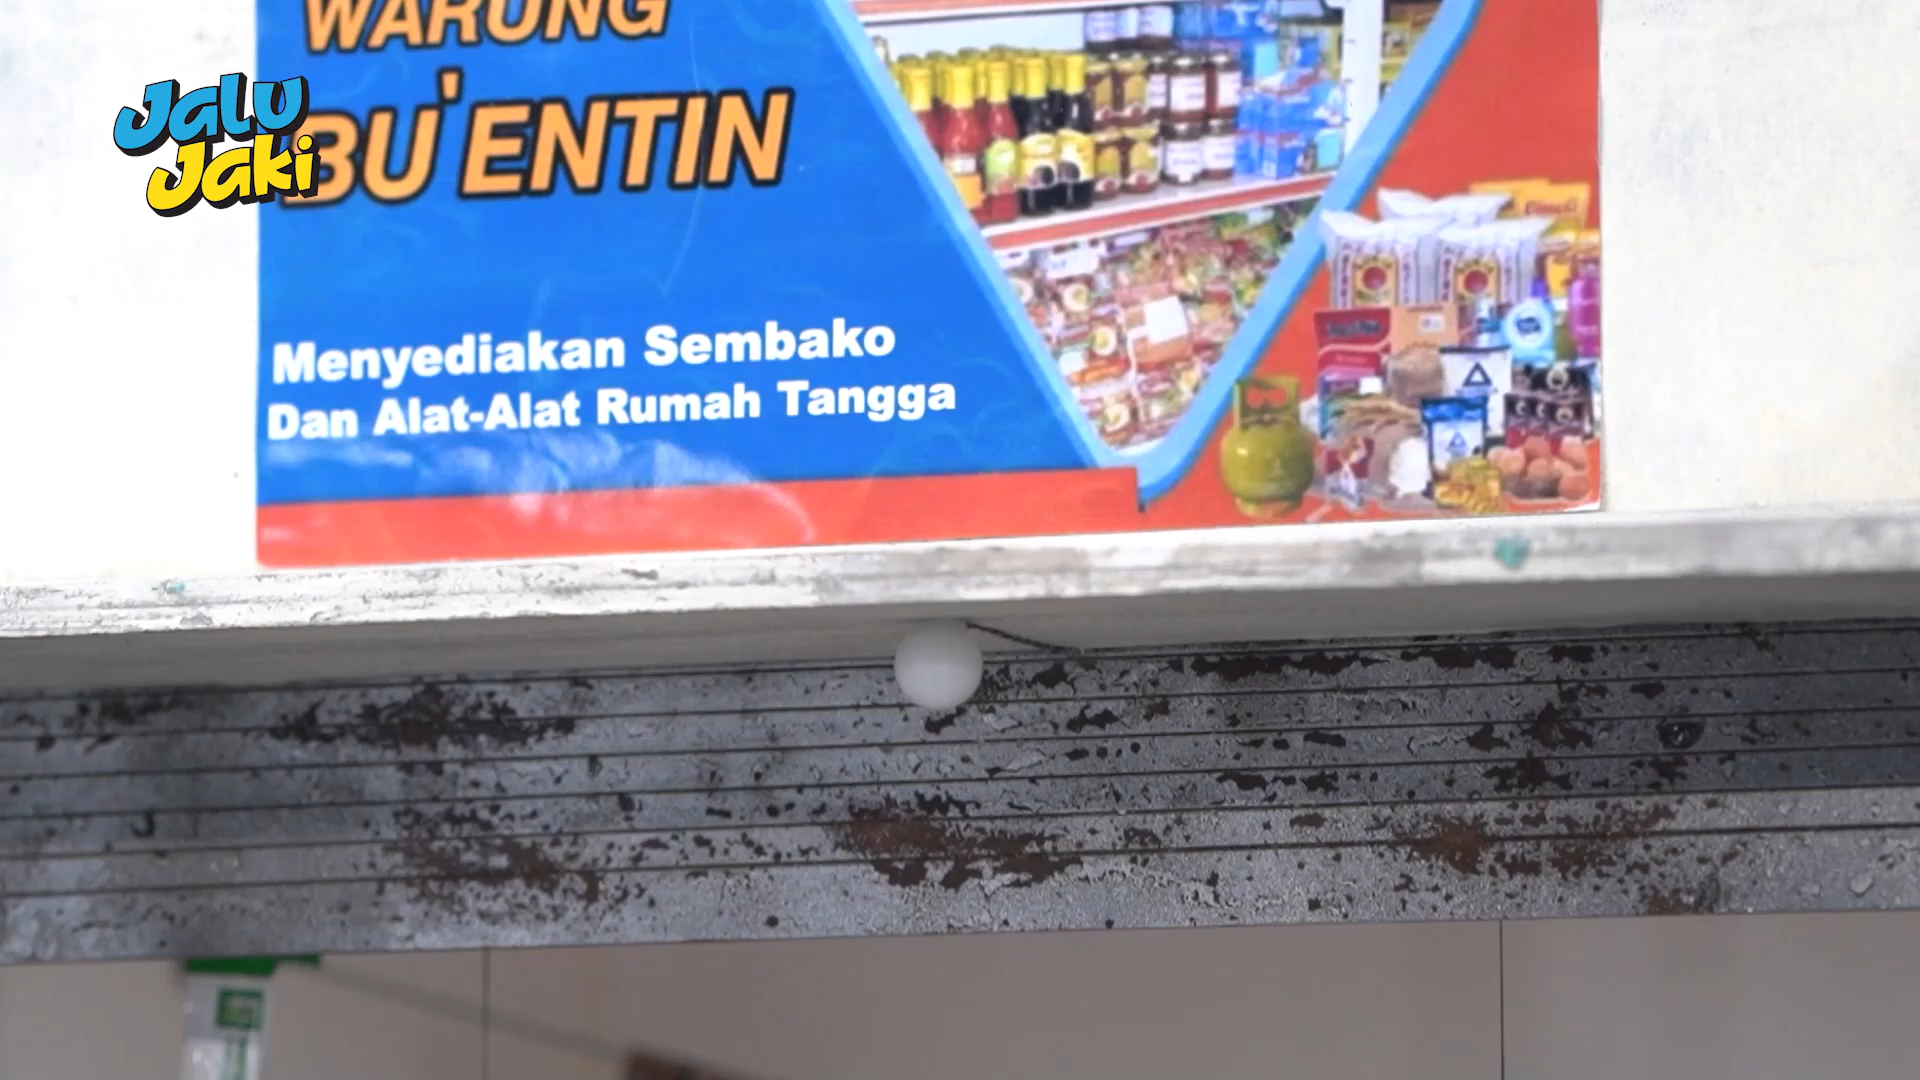 WARUNG
BU' ENTIN
Jalu
Jaki
Menyediakan Sembako
Dan Alat-Alat Rumah Tangga